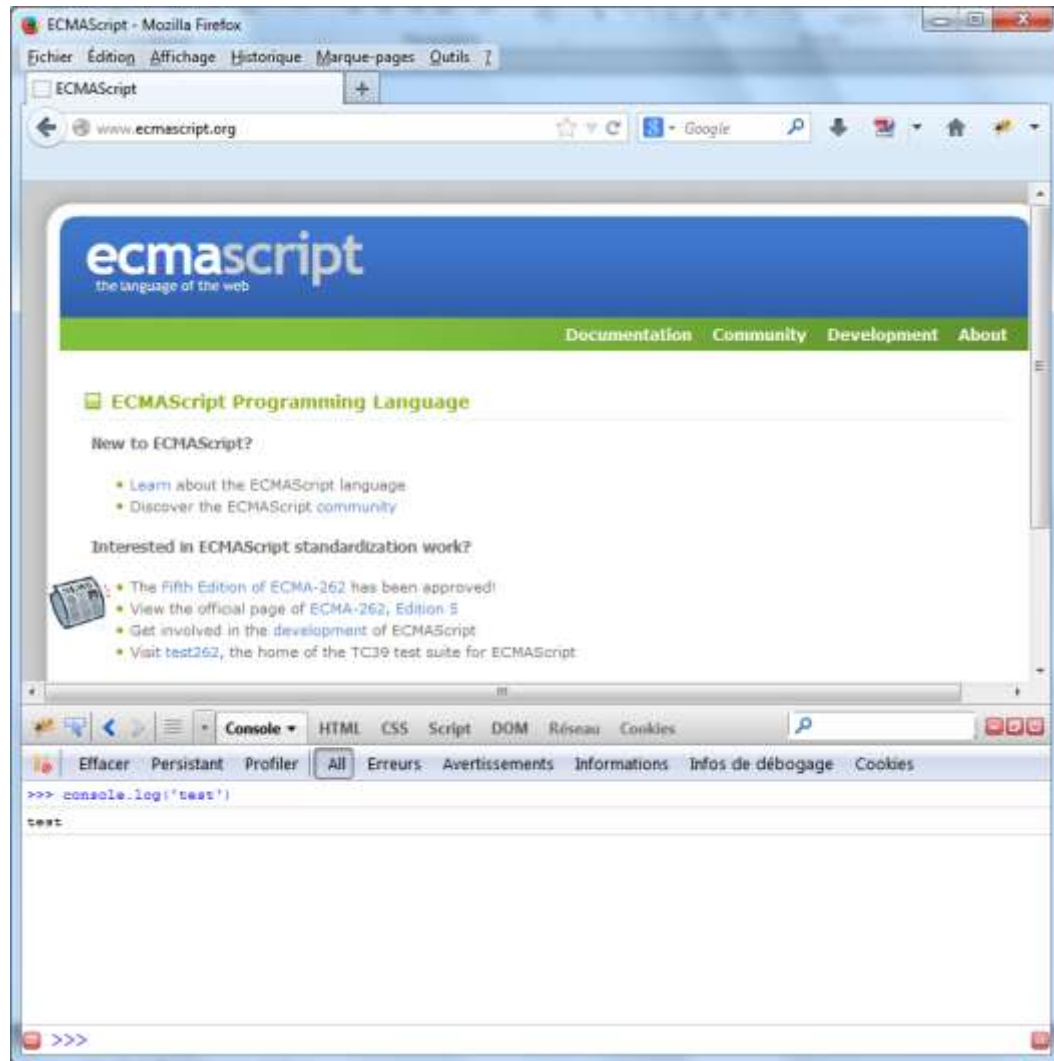 ECMAScript - Mozilla Firefox
Fichier Édition Affichage Historique Marque-pages Outils ?
ECMAScript +
www.ecmascript.org Google
ecmascript
the language of the web
Documentation Community Development About
ECMAScript Programming Language
New to ECMAScript?
Learn about the ECMAScript language
Discover the ECMAScript community
Interested in ECMAScript standardization work?
The Fifth Edition of ECMA-262 has been approved!
View the official page of ECMA-262, Edition 5
Get involved in the development of ECMAScript
Visit test262, the home of the TC39 test suite for ECMAScript
Console HTML CSS Script DOM Réseau Cookies
Effacer Persistant Profiler All Erreurs Avertissements Informations Infos de débogage Cookies
>>> console.log('test')
test
>>>